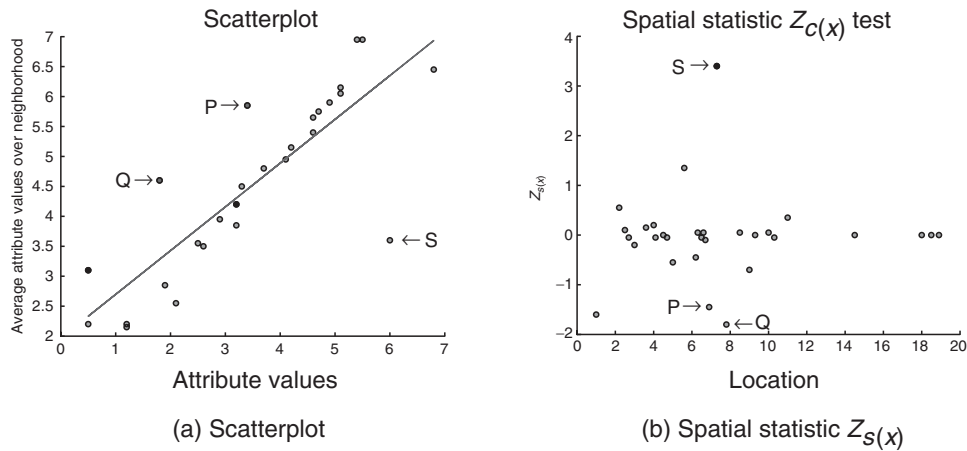 Scatterplot
Average attribute values over neighborhood
7
6.5
6
5.5
5
4.5
4
3.5
3
2.5
2
P →
Q →
← S
0 1 2 3 4 5 6 7
Attribute values
(a) Scatterplot
Spatial statistic Z_c(x) test
Z_s(x)
4
3
2
1
0
−1
−2
S →
P →
← Q
0 2 4 6 8 10 12 14 16 18 20
Location
(b) Spatial statistic Z_s(x)